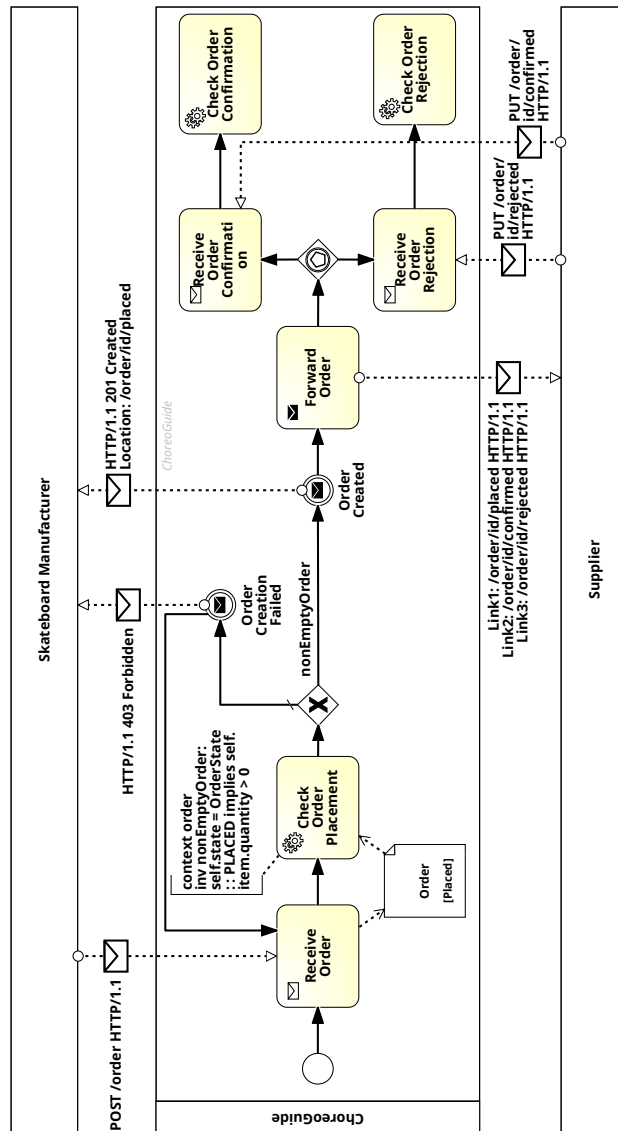 Skateboard Manufacturer
POST /order HTTP/1.1
HTTP/1.1 403 Forbidden
HTTP/1.1 201 Created
Location: /order/id/placed
ChoreoGuide
ChoreoGuide
context order
inv nonEmptyOrder:
self.state = OrderState
: : PLACED implies self.
item.quantity > 0
Receive
Order
Order
[Placed]
Check
Order
Placement
nonEmptyOrder
Order
Creation
Failed
Order
Created
Forward
Order
Receive
Order
Confirmati
on
Check Order
Confirmation
Receive
Order
Rejection
Check Order
Rejection
Link1: /order/id/placed HTTP/1.1
Link2: /order/id/confirmed HTTP/1.1
Link3: /order/id/rejected HTTP/1.1
PUT /order/
id/rejected
HTTP/1.1
PUT /order/
id/confirmed
HTTP/1.1
Supplier